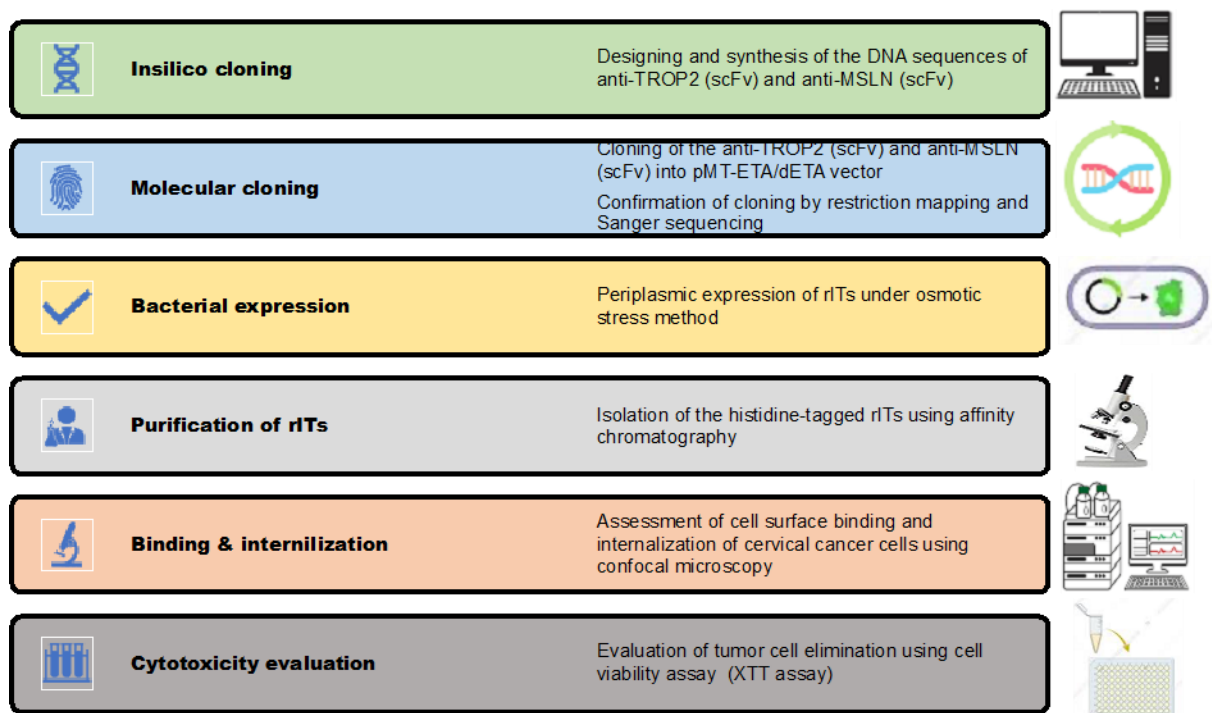 Insilico cloning
Designing and synthesis of the DNA sequences of
anti-TROP2 (scFv) and anti-MSLN (scFv)
Molecular cloning
Cloning of the anti-TROP2 (scFv) and anti-MSLN
(scFv) into pMT-ETA/dETA vector
Confirmation of cloning by restriction mapping and
Sanger sequencing
Bacterial expression
Periplasmic expression of rITs under osmotic
stress method
Purification of rITs
Isolation of the histidine-tagged rITs using affinity
chromatography
Binding & internilization
Assessment of cell surface binding and
internalization of cervical cancer cells using
confocal microscopy
Cytotoxicity evaluation
Evaluation of tumor cell elimination using cell
viability assay (XTT assay)